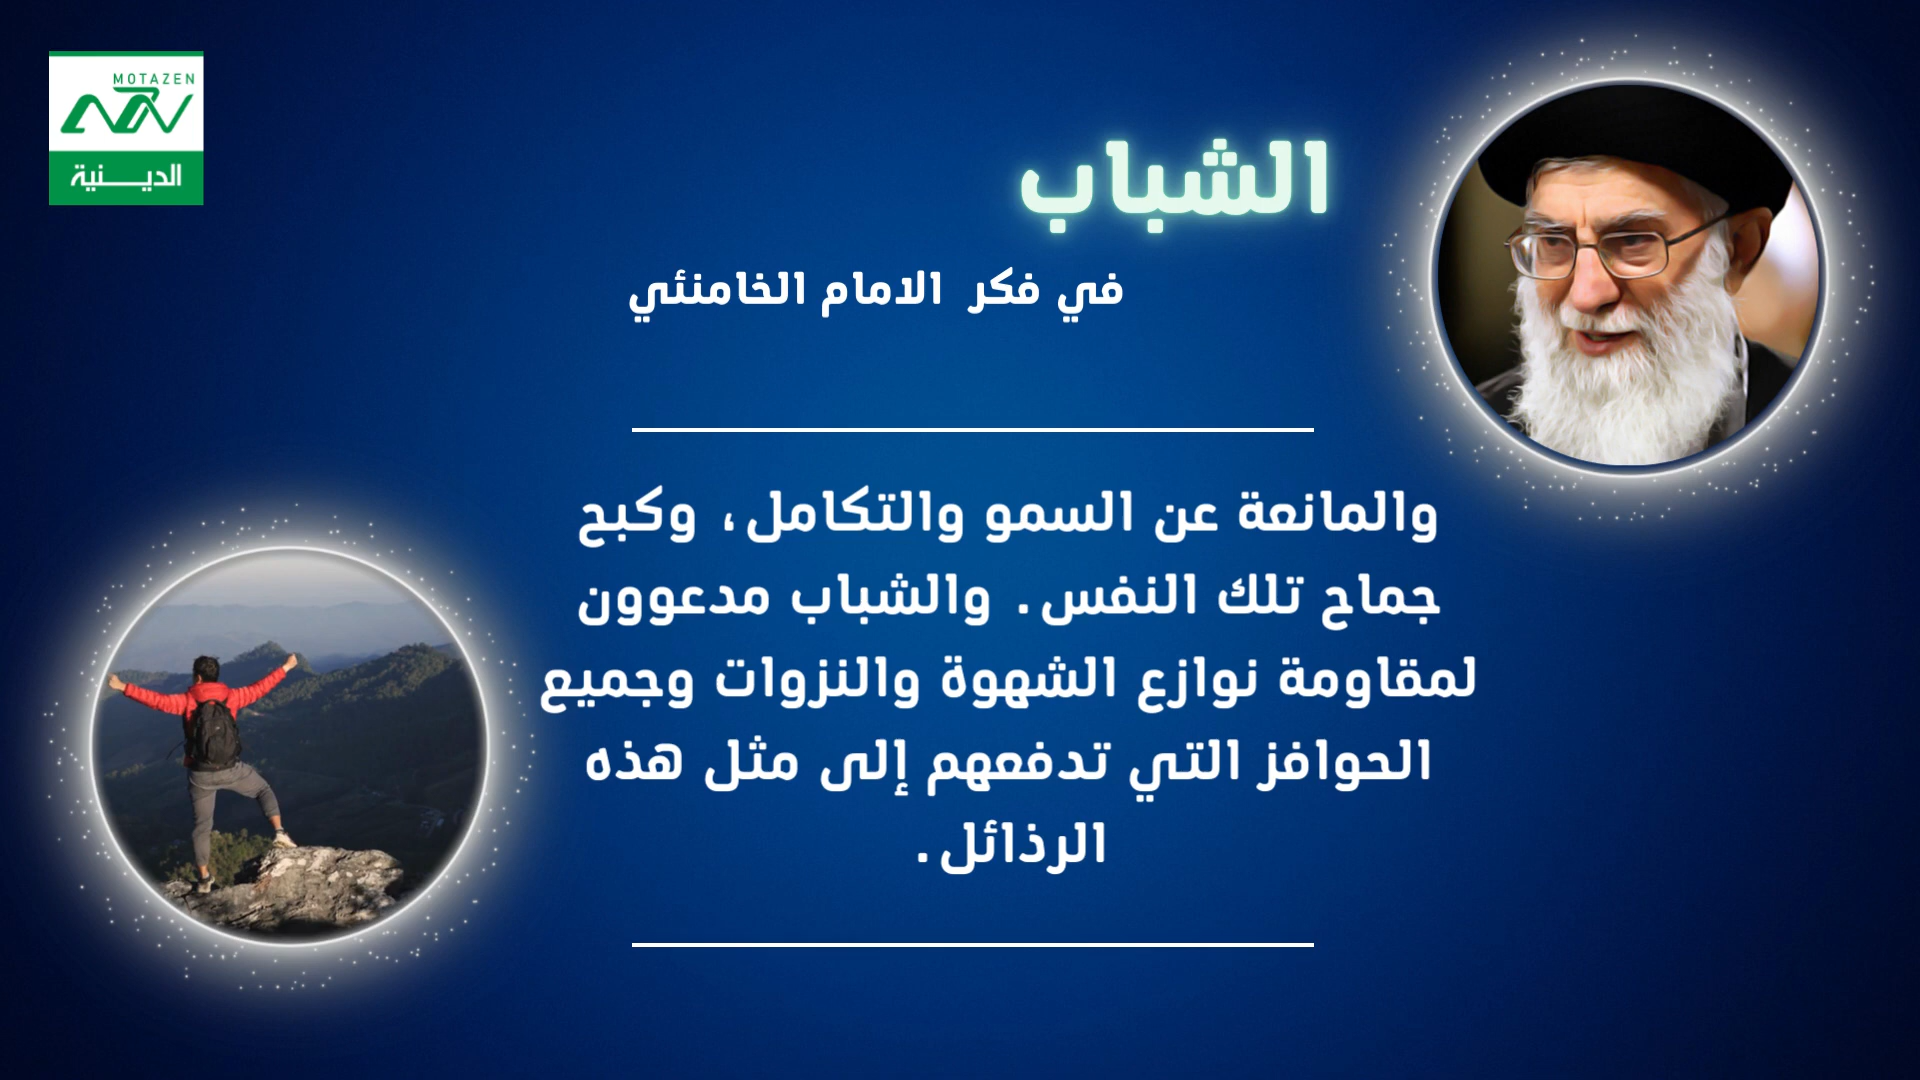 MOTAZEN
الدينية
الشباب
في فكر الامام الخامنئي
والمانعة عن السمو والتكامل، وكبح
جماح تلك النفس. والشباب مدعوون
لمقاومة نوازع الشهوة والنزوات وجميع
الحوافز التي تدفعهم إلى مثل هذه
الرذائل.